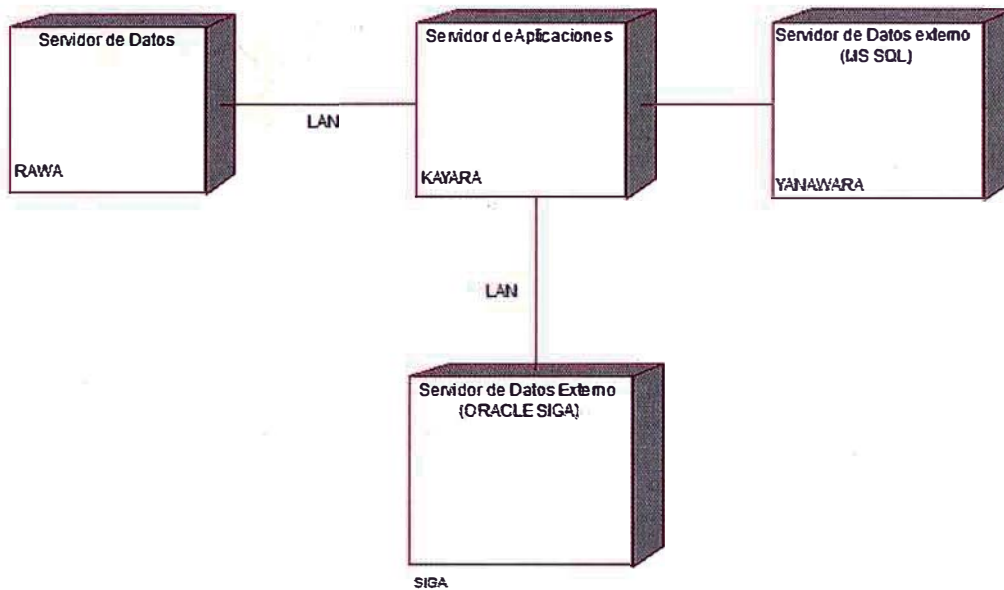 Servidor de Datos
RAWA
LAN
Servidor de Aplicaciones
KAYARA
Servidor de Datos externo
(MS SQL)
YANAWARA
LAN
Servidor de Datos Externo
(ORACLE SIGA)
SIGA